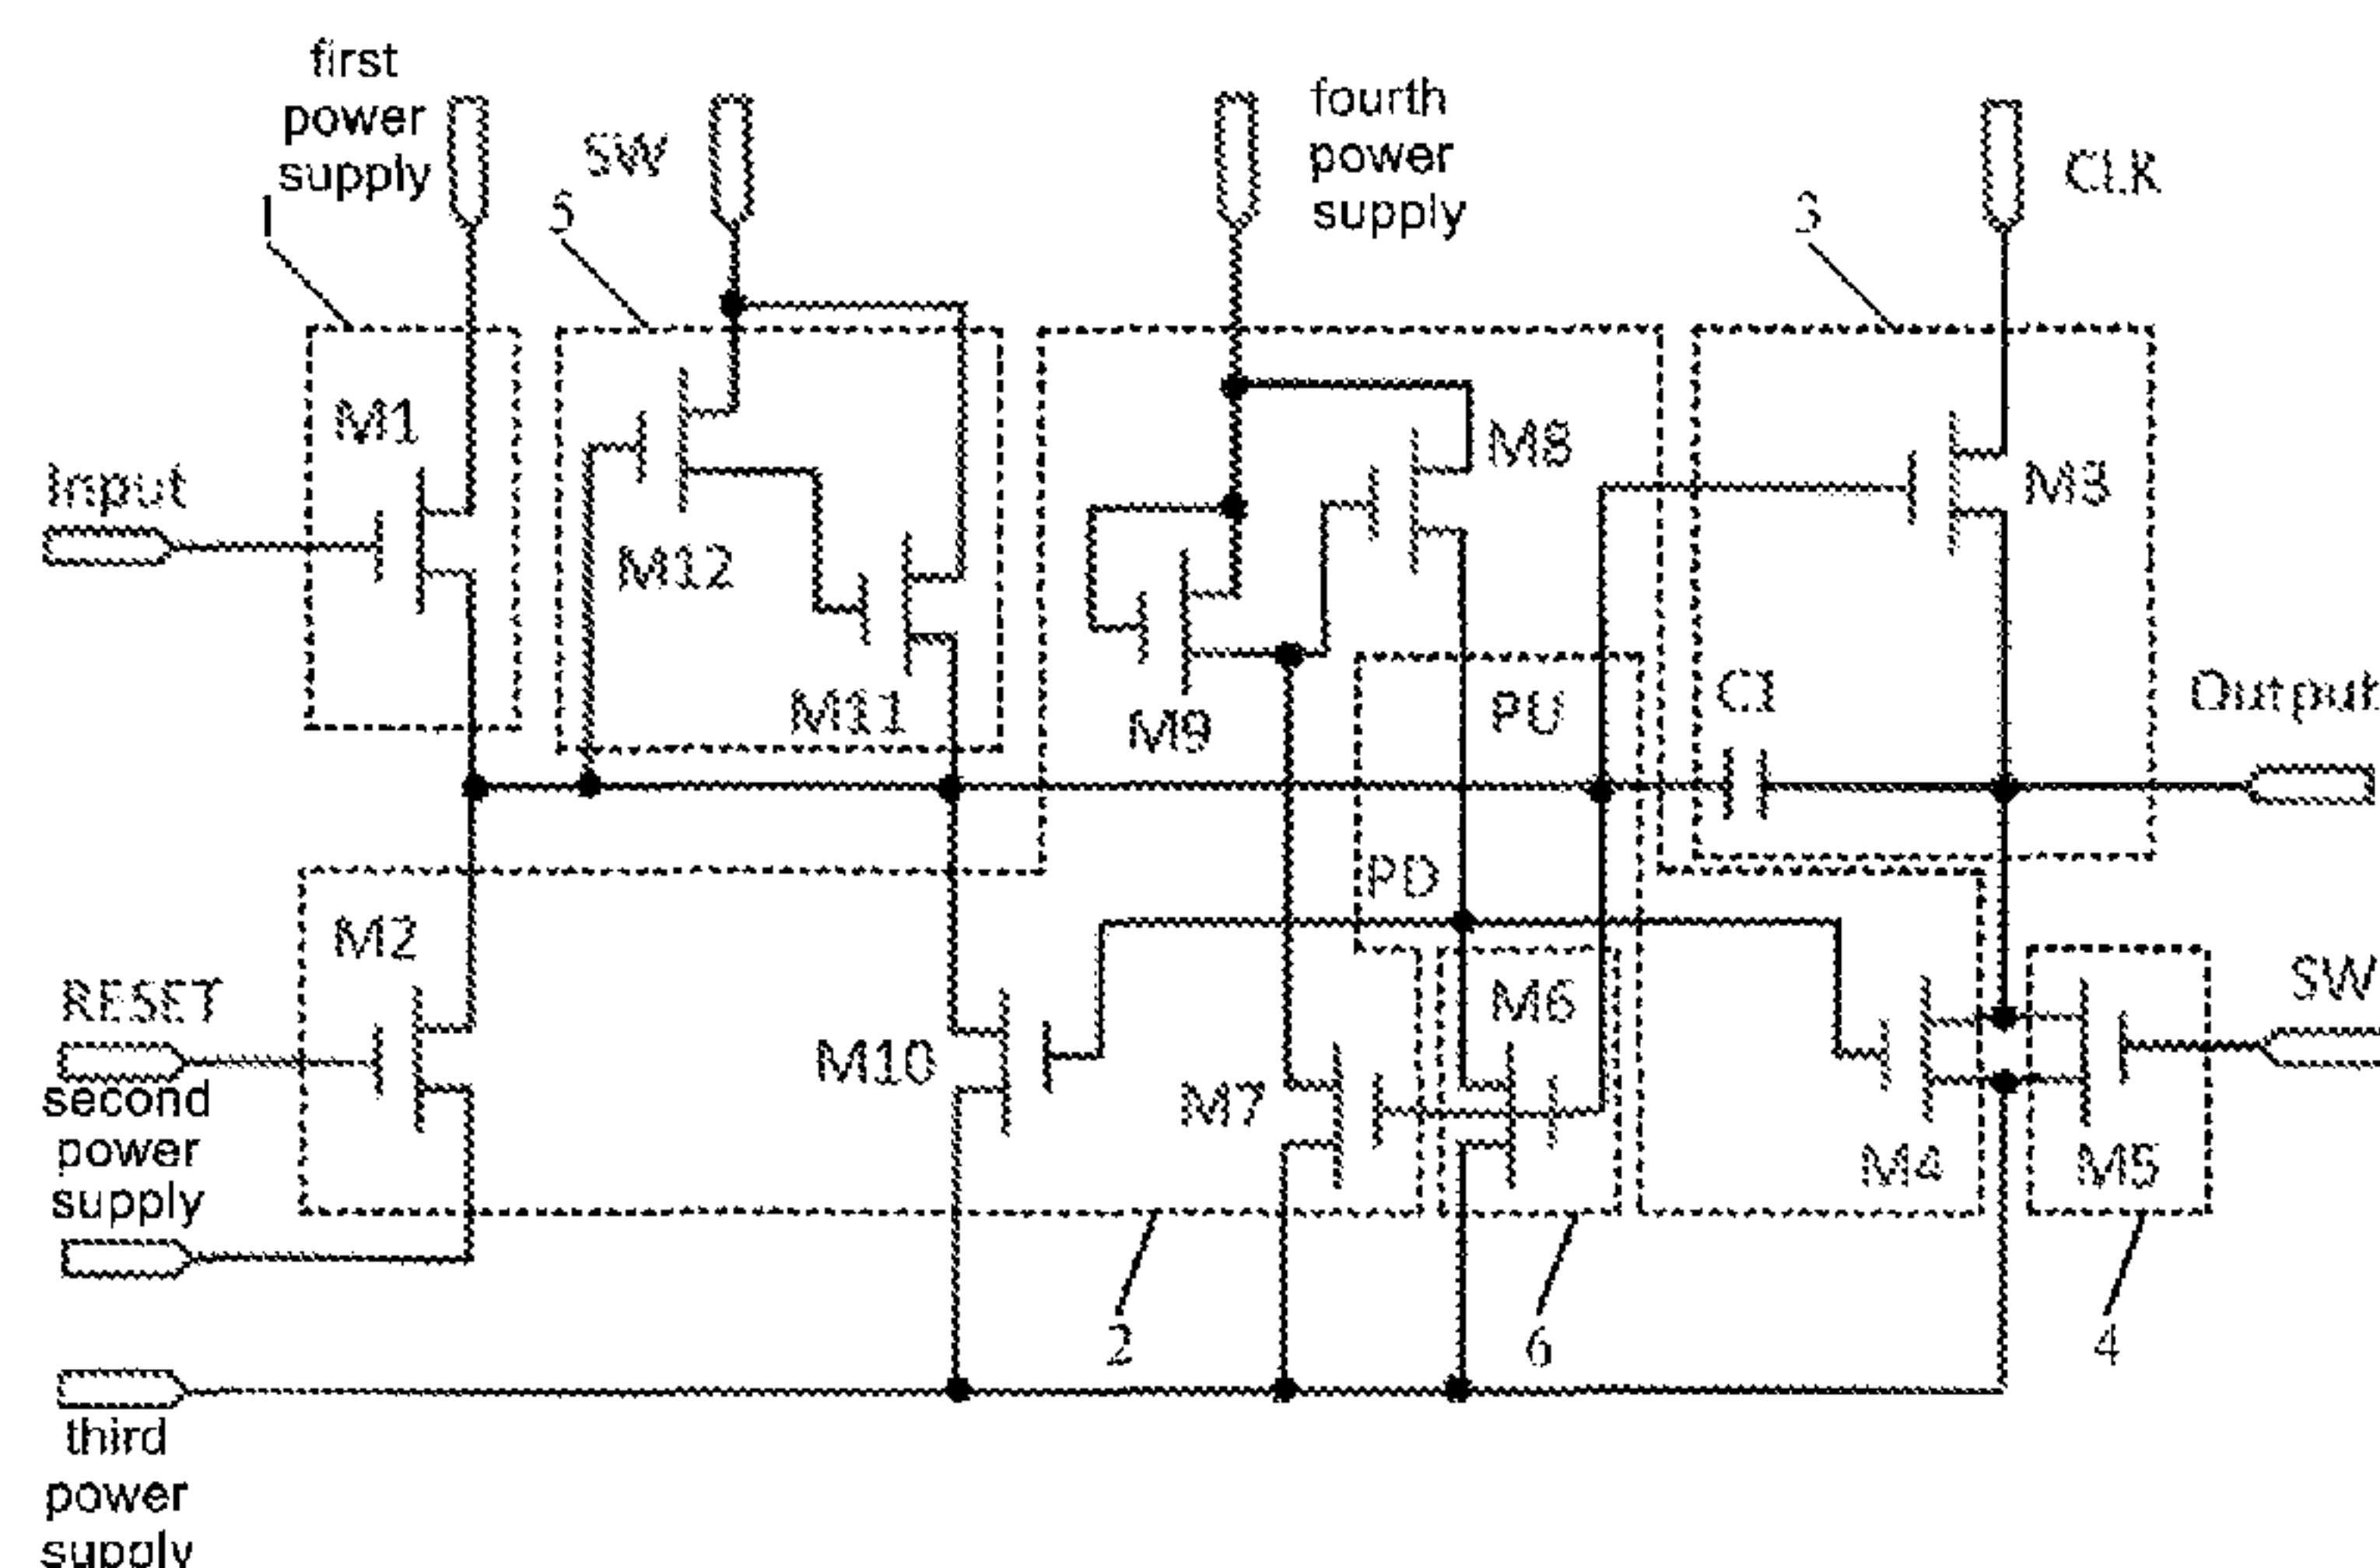 first
power
supply
SW
fourth
power
supply
CLK
1
5
3
M1
M8
Input
M3
M12
M11
M9
PU
C1
Output
PD
M2
RESET
M10
M6
SW
M7
M4
M5
second
power
supply
2
6
4
third
power
supply